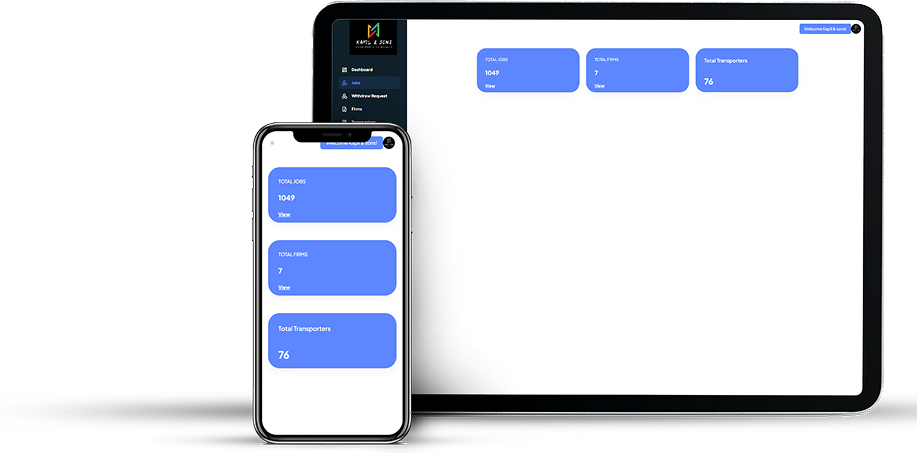 KAPIL & SONS
Welcome Kapil & sons!
Dashboard
Jobs
Withdraw Request
Firms
Transporters
TOTAL JOBS
1049
View
TOTAL FIRMS
7
View
Total Transporters
76
Welcome Kapil & sons!
TOTAL JOBS
1049
View
TOTAL FIRMS
7
View
Total Transporters
76